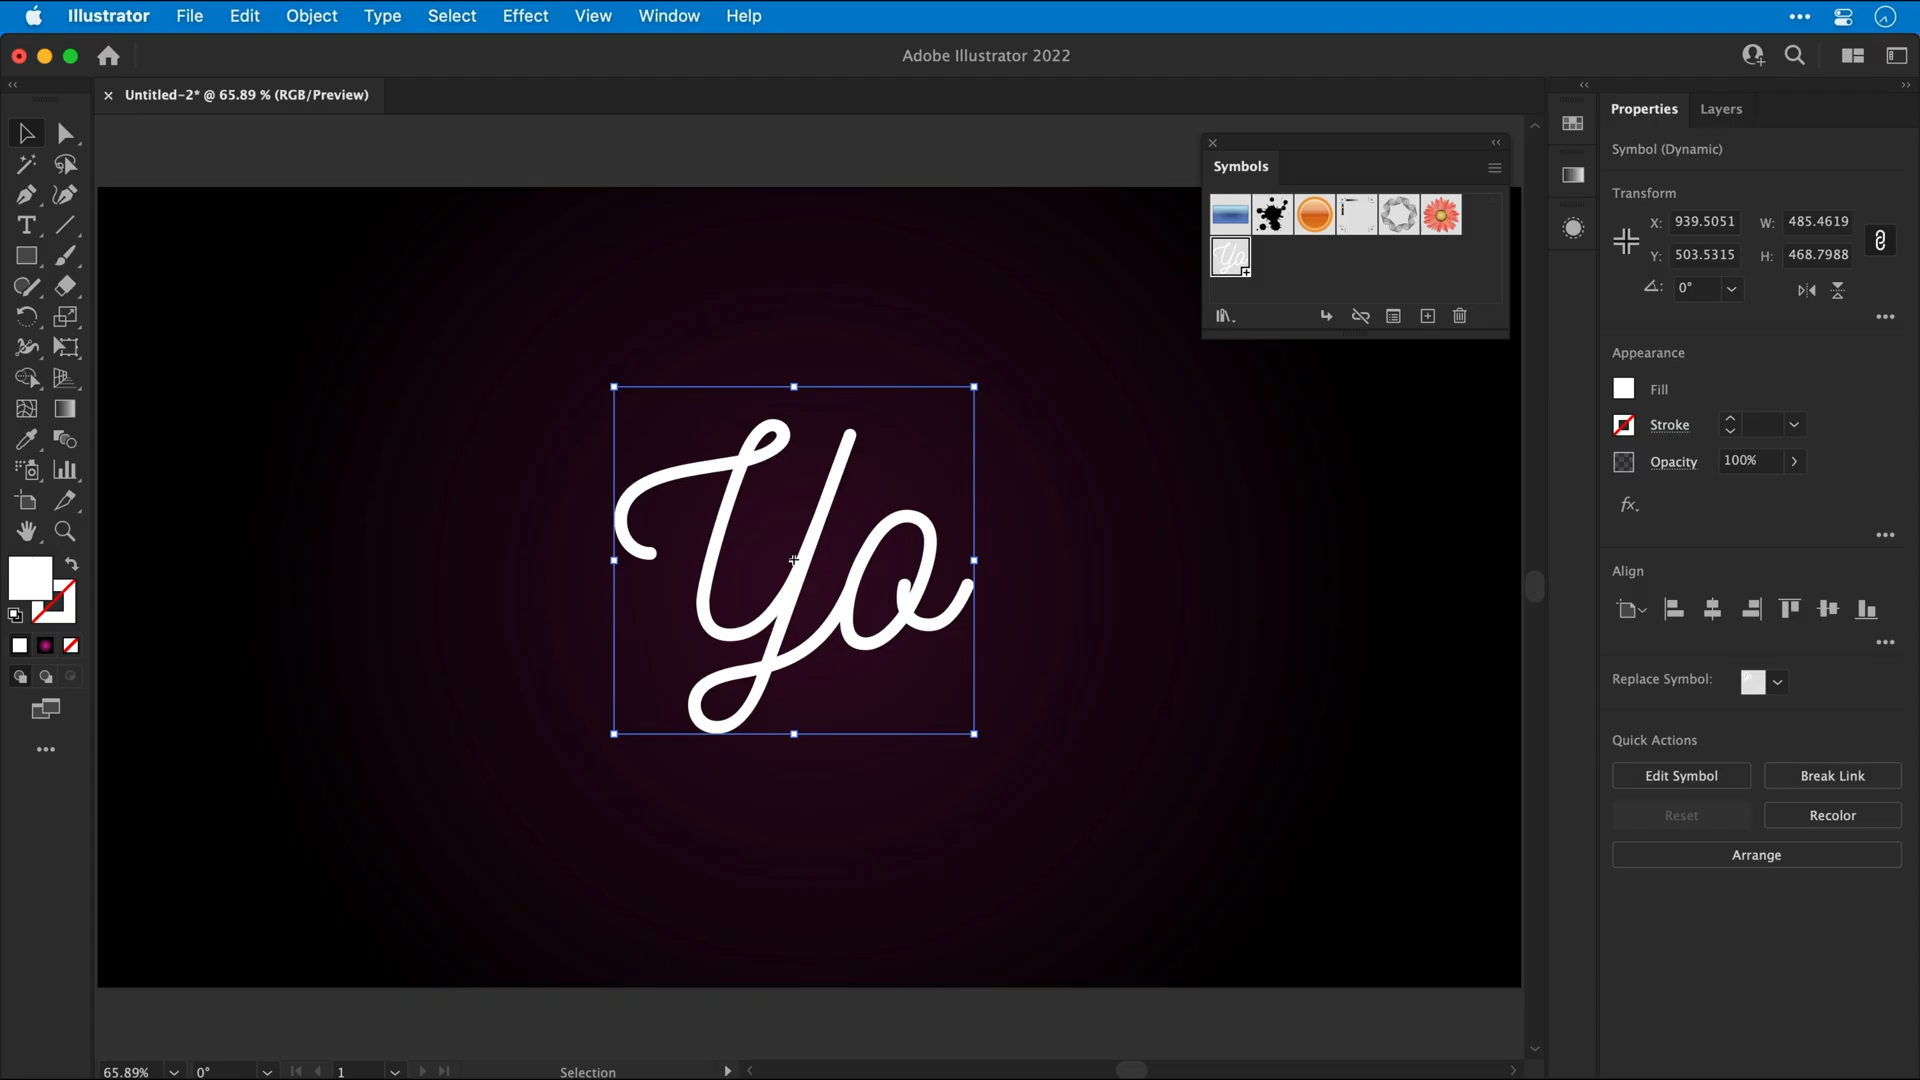 Illustrator File Edit Object Type Select Effect View Window Help
Adobe Illustrator 2022
Untitled-2* @ 65.89 % (RGB/Preview)
Symbols
Yo
Yo
Properties Layers
Symbol (Dynamic)
Transform
X: 939.5051 W: 485.4619
Y: 503.5315 H: 468.7988
0°
Appearance
Fill
Stroke
Opacity 100%
fx
Align
Replace Symbol:
Quick Actions
Edit Symbol Break Link
Reset Recolor
Arrange
65.89% 0° 1 Selection